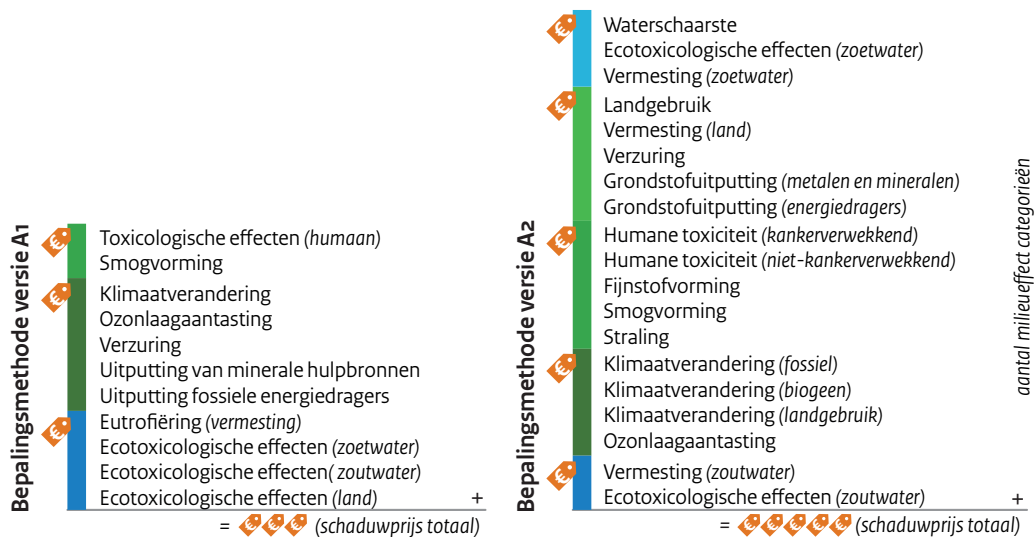 Bepalingsmethode versie A1
Toxicologische effecten (humaan)
Smogvorming
Klimaatverandering
Ozonlaagaantasting
Verzuring
Uitputting van minerale hulpbronnen
Uitputting fossiele energiedragers
Eutrofiëring (vermesting)
Ecotoxicologische effecten (zoetwater)
Ecotoxicologische effecten( zoutwater)
Ecotoxicologische effecten (land) +
= € € € (schaduwprijs totaal)
Bepalingsmethode versie A2
Waterschaarste
Ecotoxicologische effecten (zoetwater)
Vermesting (zoetwater)
Landgebruik
Vermesting (land)
Verzuring
Grondstofuitputting (metalen en mineralen)
Grondstofuitputting (energiedragers)
Humane toxiciteit (kankerverwekkend)
Humane toxiciteit (niet-kankerverwekkend)
Fijnstofvorming
Smogvorming
Straling
Klimaatverandering (fossiel)
Klimaatverandering (biogeen)
Klimaatverandering (landgebruik)
Ozonlaagaantasting
Vermesting (zoutwater)
Ecotoxicologische effecten (zoutwater) +
= € € € € € (schaduwprijs totaal)
aantal milieueffect categorieën